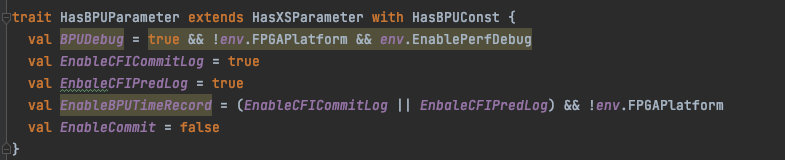 trait HasBPUParameter extends HasXSParameter with HasBPUConst {
val BPUDebug = true && !env.FPGAPlatform && env.EnablePerfDebug
val EnableCFICommitLog = true
val EnbaleCFIPredLog = true
val EnableBPUTimeRecord = (EnableCFICommitLog || EnbaleCFIPredLog) && !env.FPGAPlatform
val EnableCommit = false
}